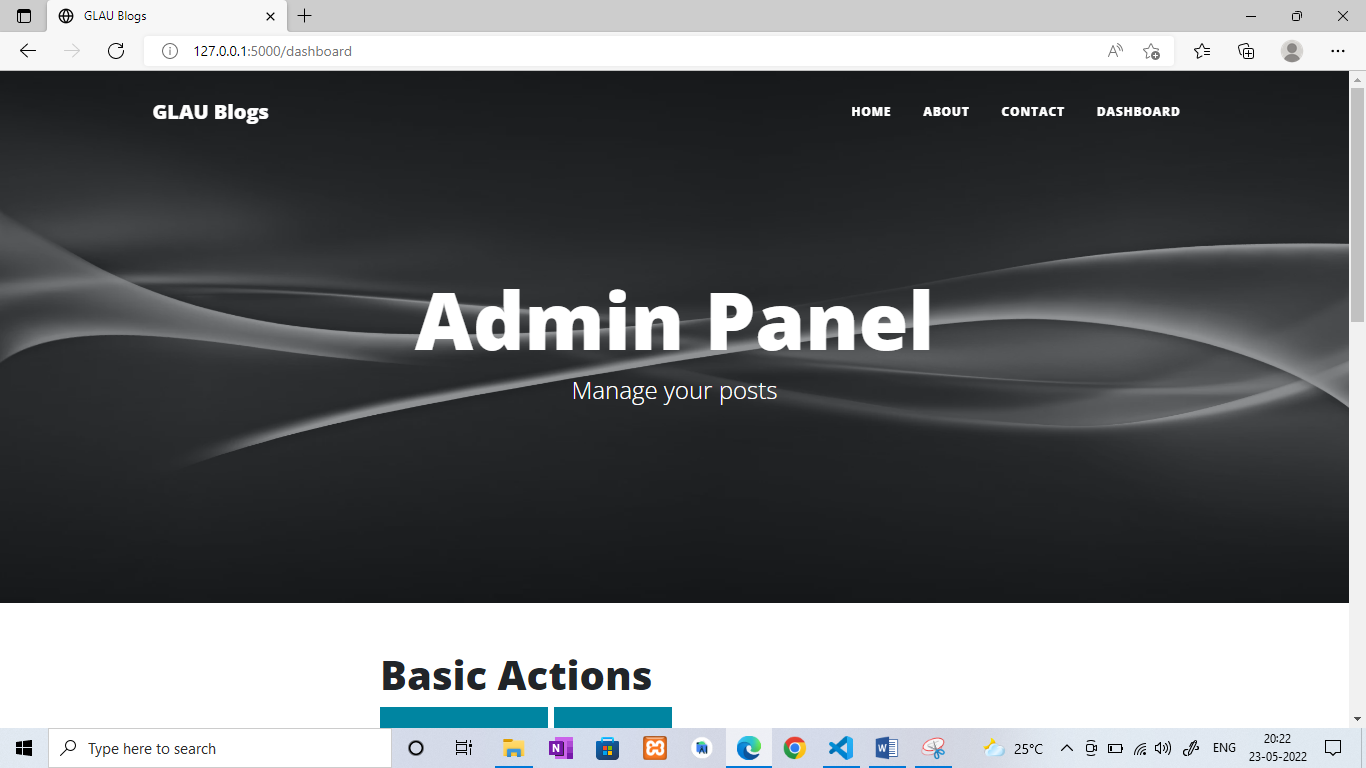 GLAU Blogs
127.0.0.1:5000/dashboard
GLAU Blogs
HOME ABOUT CONTACT DASHBOARD
Admin Panel
Manage your posts
Basic Actions
Type here to search
25°C
ENG
20:22
23-05-2022